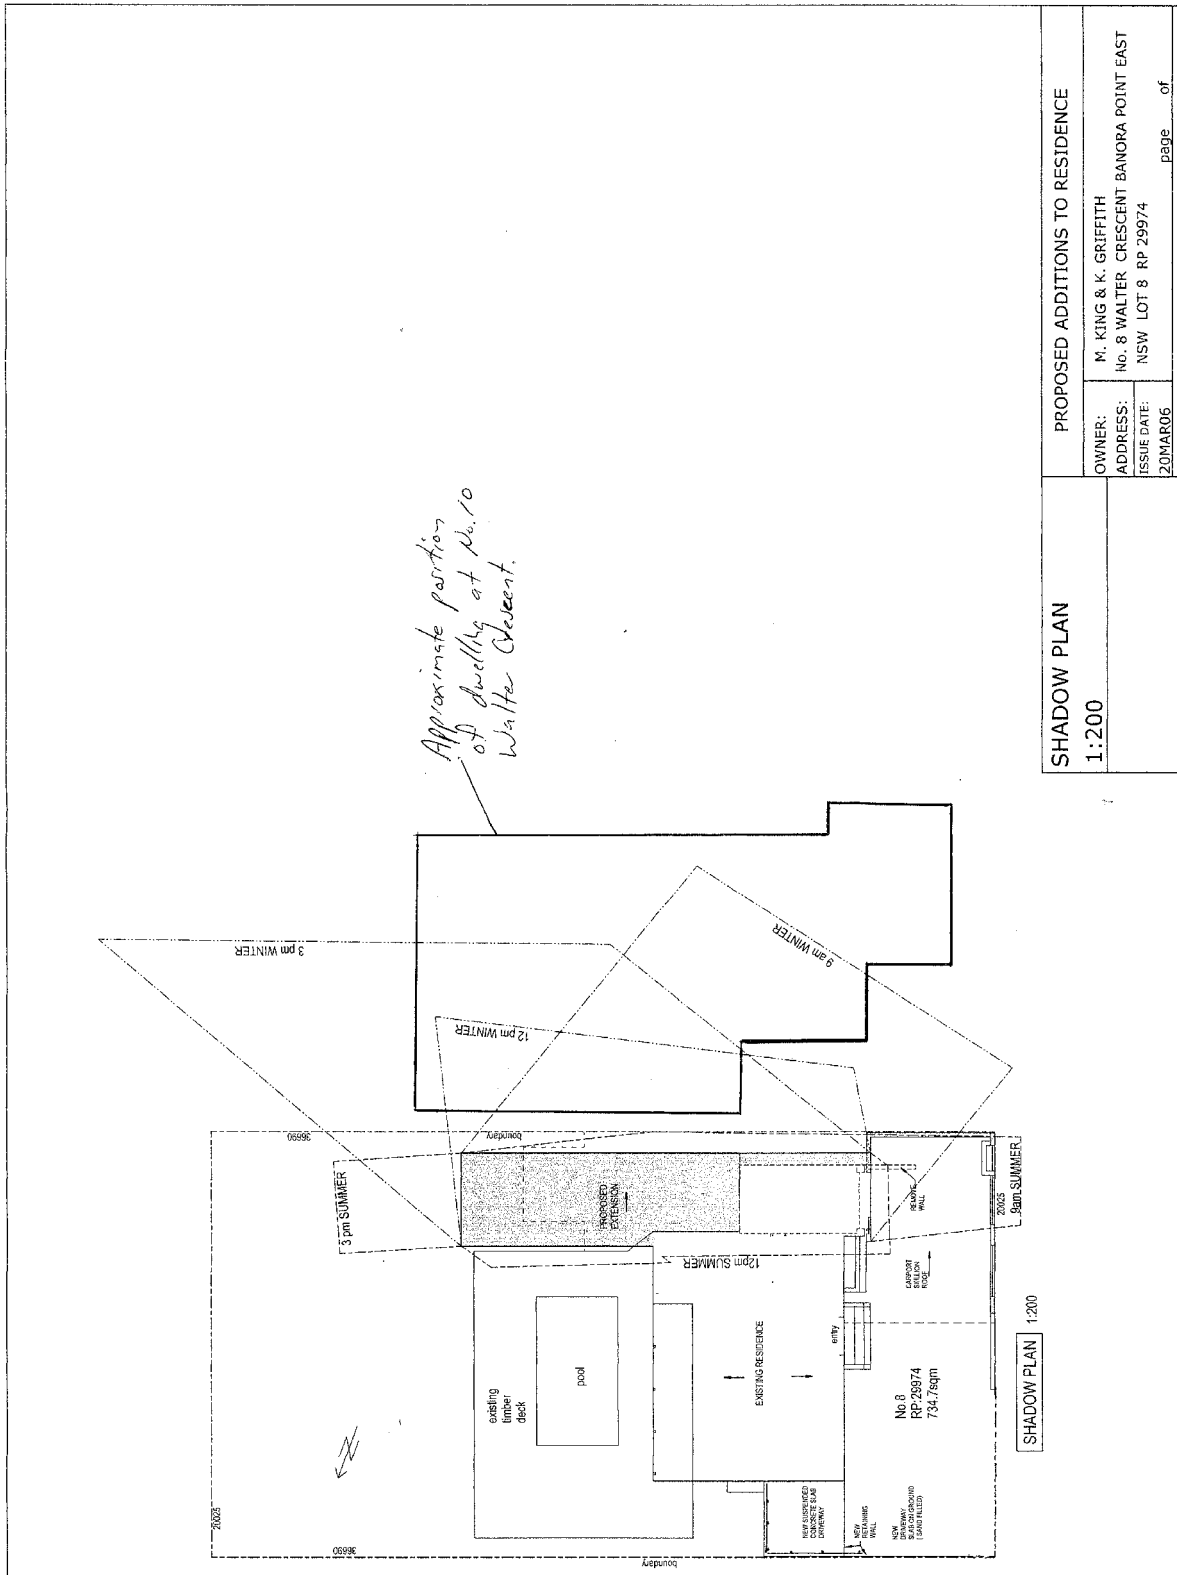 Approximate position
of dwelling at No. 10
Walter Crescent.
3 pm WINTER
12 pm WINTER
9 am WINTER
3 pm SUMMER
12pm SUMMER
9am SUMMER
36690
boundary
20025
36690
boundary
20025
PROPOSED
EXTENSION
REMOVE
WALL
CARPORT
SKILLION
ROOF
existing
timber
deck
pool
EXISTING RESIDENCE
entry
No.8
RP:29974
734.7sqm
NEW SUSPENDED
CONCRETE SLAB
DRIVEWAY
NEW
RETAINING
WALL
NEW
DRIVEWAY
SLAB ON GROUND
(SAND FILLED)
SHADOW PLAN 1:200
SHADOW PLAN
1:200
PROPOSED ADDITIONS TO RESIDENCE
OWNER: M. KING & K. GRIFFITH
ADDRESS: No. 8 WALTER CRESCENT BANORA POINT EAST
NSW LOT 8 RP 29974
ISSUE DATE:
20MAR06
page of